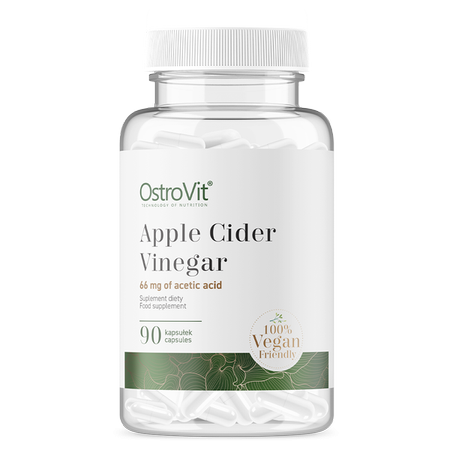 OstroVit®
TECHNOLOGY OF NUTRITION
Apple Cider
Vinegar
66 mg of acetic acid
Suplement diety
Food supplement
90 kapsułek
capsules
100%
Vegan
Friendly